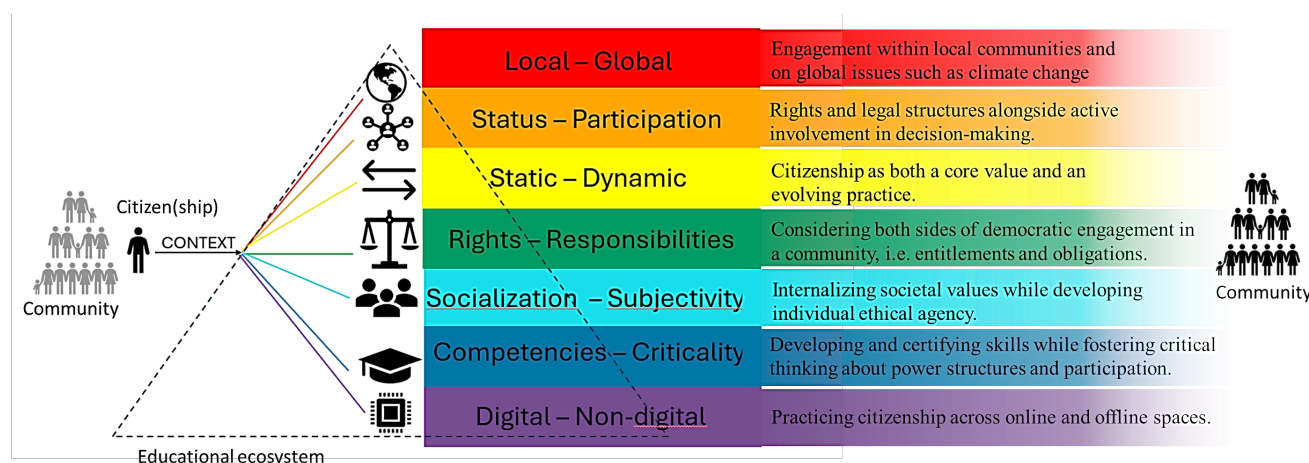 Citizen(ship)
CONTEXT
Community
Educational ecosystem
Local – Global
Engagement within local communities and
on global issues such as climate change
Status – Participation
Rights and legal structures alongside active
involvement in decision-making.
Static – Dynamic
Citizenship as both a core value and an
evolving practice.
Rights – Responsibilities
Considering both sides of democratic engagement in
a community, i.e. entitlements and obligations.
Socialization – Subjectivity
Internalizing societal values while developing
individual ethical agency.
Competencies – Criticality
Developing and certifying skills while fostering critical
thinking about power structures and participation.
Digital – Non-digital
Practicing citizenship across online and offline spaces.
Community